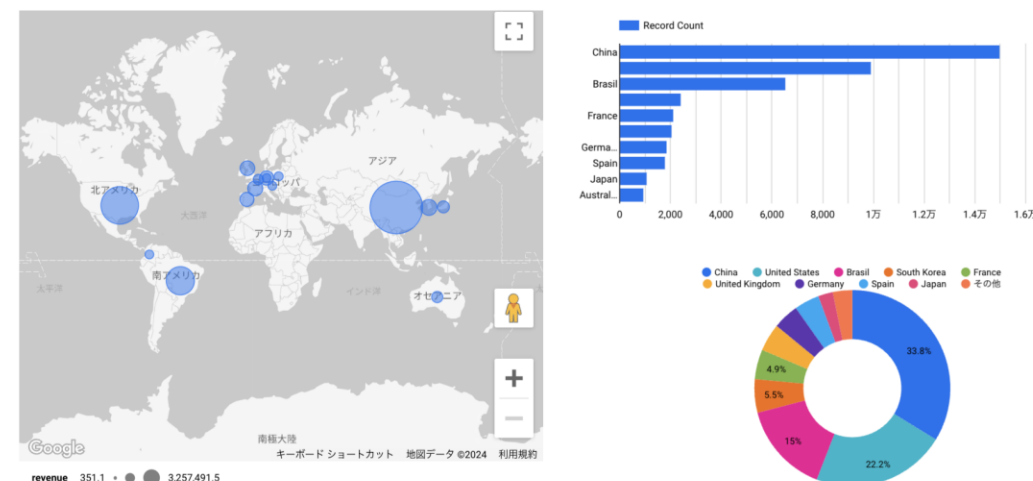 北アメリカ
大西洋
ヨーロッパ
アジア
アフリカ
南アメリカ
太平洋
インド洋
オセアニア
南極大陸
Google
キーボード ショートカット 地図データ ©2024 利用規約
revenue 351.1 3,257,491.5
Record Count
China
Brasil
France
Germa...
Spain
Japan
Austral...
0 2,000 4,000 6,000 8,000 1万 1.2万 1.4万 1.6万
China United States Brasil South Korea France
United Kingdom Germany Spain Japan その他
33.8%
4.9%
5.5%
15%
22.2%